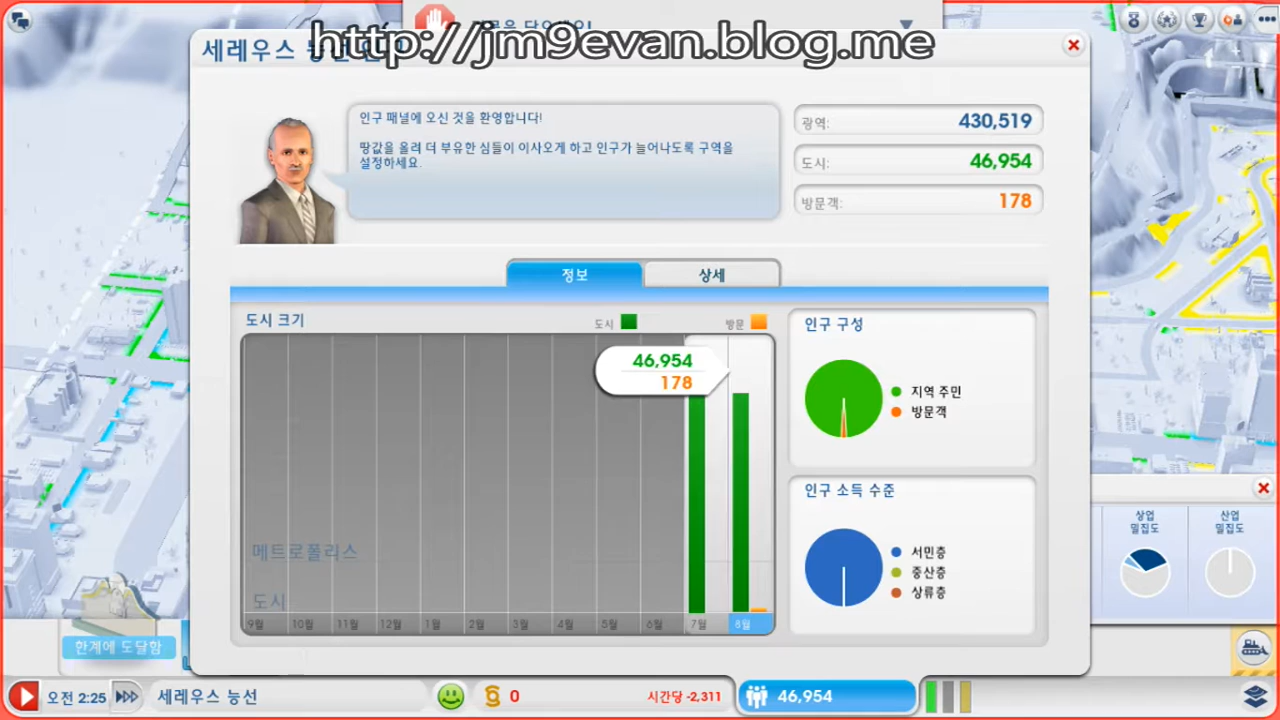 http://jm9evan.blog.me
세레우스 능선
인구 패널에 오신 것을 환영합니다!
땅값을 올려 더 부유한 심들이 이사오게 하고 인구가 늘어나도록 구역을
설정하세요.
광역: 430,519
도시: 46,954
방문객: 178
정보 상세
도시 크기
도시 방문
46,954
178
메트로폴리스
도시
9월 10월 11월 12월 1월 2월 3월 4월 5월 6월 7월 8월
인구 구성
지역 주민
방문객
인구 소득 수준
서민층
중산층
상류층
상업
밀집도
산업
밀집도
한계에 도달함
오전 2:25 세레우스 능선 0 시간당 -2,311 46,954